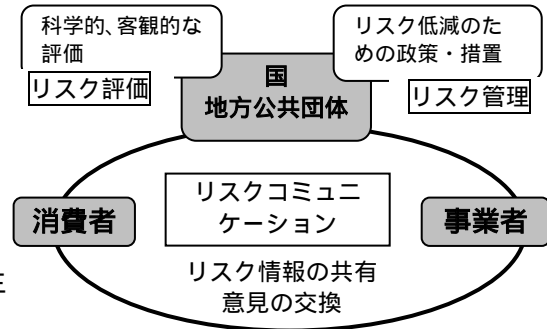 科学的､客観的な
評価
リスク評価
リスク低減のた
めの政策・措置
リスク管理
国
地方公共団体
消費者
リスクコミュニ
ケーション
事業者
リスク情報の共有
意見の交換